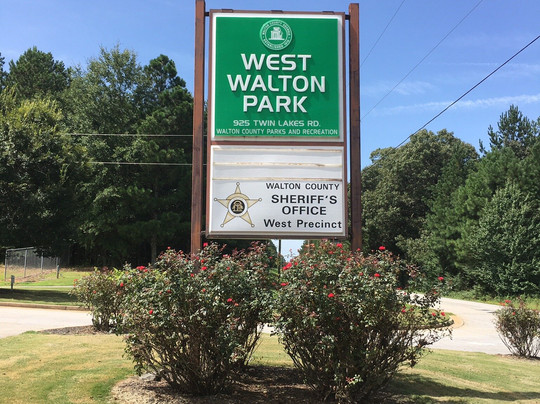 WEST
WALTON
PARK
925 TWIN LAKES RD.
WALTON COUNTY PARKS AND RECREATION
WALTON COUNTY
SHERIFF'S
OFFICE
West Precinct